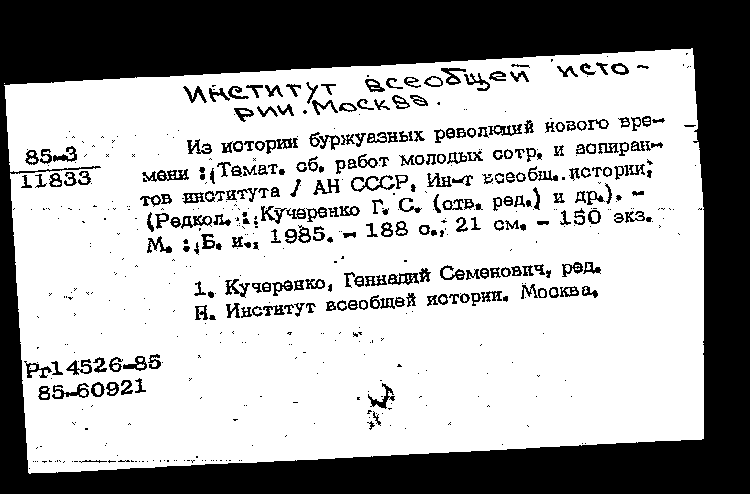 Институт всеобщей исто-
рии. Москва.
85-3
11833
Из истории буржуазных революций нового вре-
мени : Темат. сб. работ молодых сотр. и аспиран-
тов института / АН СССР, Ин-т всеобщ. истории;
(Редкол. : Кучеренко Г. С. (отв. ред.) и др.). -
М. : Б. и., 1985. - 188 с.; 21 см. - 150 экз.
1. Кучеренко, Геннадий Семенович, ред.
Н. Институт всеобщей истории. Москва.
Рг14526-85
85-60921